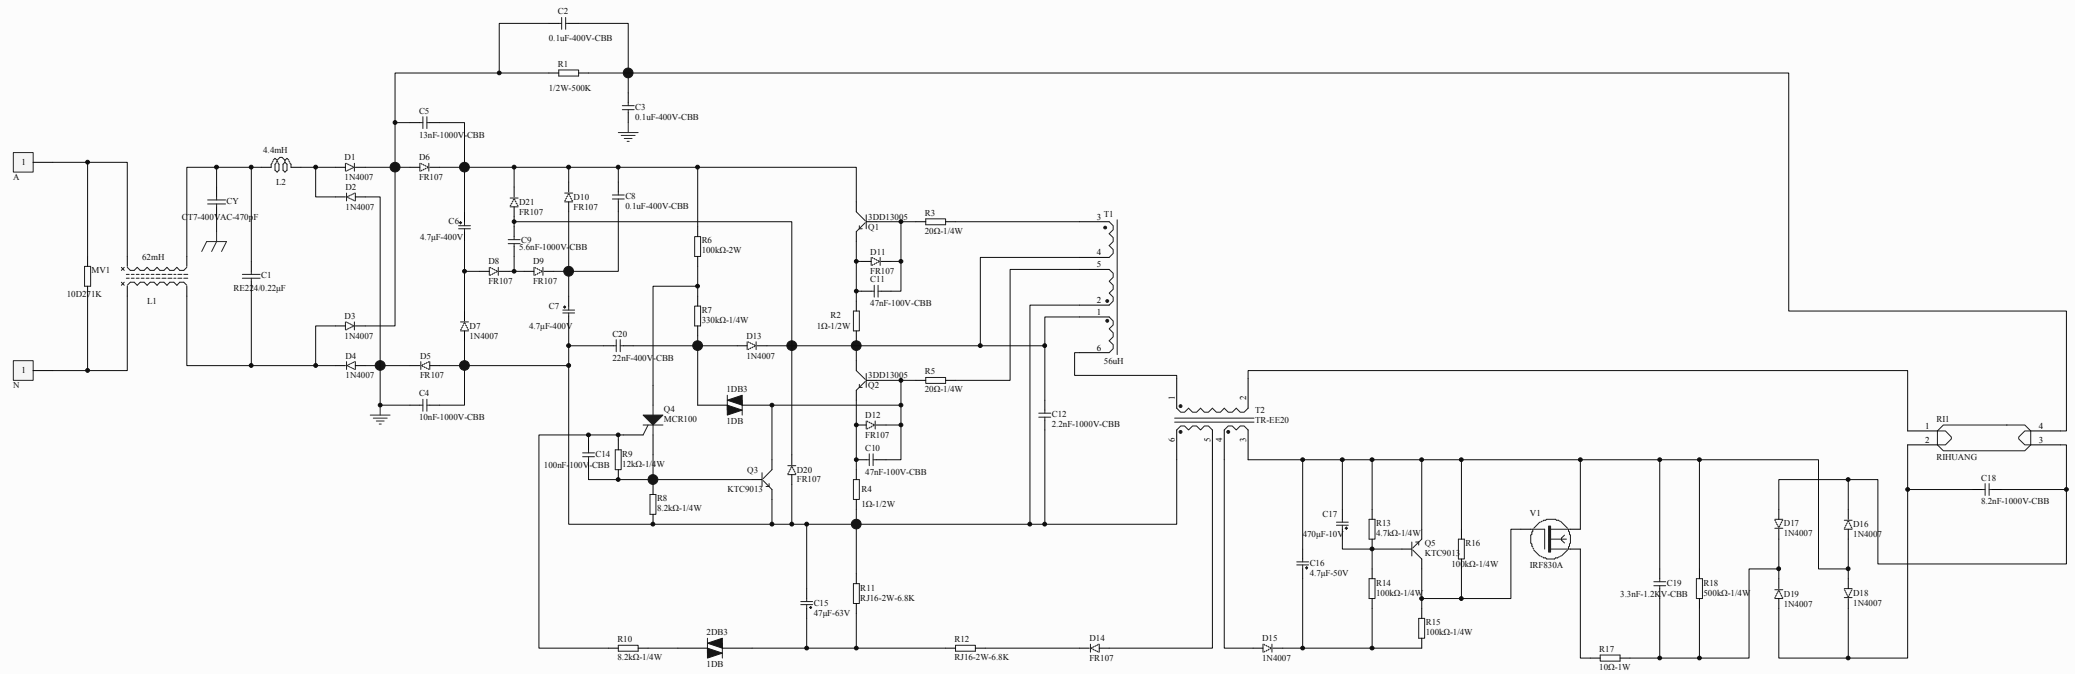 C2
0.1uF-400V-CBB
R1
1/2W-500K
C3
0.1uF-400V-CBB
C5
13nF-1000V-CBB
1
A
4.4mH
L2
D1
1N4007
D2
1N4007
D6
FR107
CY
CT7-400VAC-470pF
D21
FR107
D10
FR107
C8
0.1uF-400V-CBB
C6
4.7μF-400V
C9
5.6nF-1000V-CBB
R6
100kΩ-2W
3DD13005
Q1
R3
20Ω-1/4W
T1
3
4
5
2
1
6
56uH
MV1
10D271K
62mH
L1
C1
RE224/0.22μF
D8
FR107
D9
FR107
D11
FR107
C11
47nF-100V-CBB
C7
4.7μF-400V
R7
330kΩ-1/4W
R2
1Ω-1/2W
D3
1N4007
D7
1N4007
C20
22nF-400V-CBB
D13
1N4007
D4
1N4007
D5
FR107
1
N
C4
10nF-1000V-CBB
3DD13005
Q2
R5
20Ω-1/4W
1DB3
1DB
Q4
MCR100
D12
FR107
C12
2.2nF-1000V-CBB
1
2
T2
TR-EE20
6
5
4
3
RI1
1
2
4
3
RIHUANG
C14
100nF-100V-CBB
R9
12kΩ-1/4W
Q3
KTC9013
D20
FR107
C10
47nF-100V-CBB
R4
1Ω-1/2W
R8
8.2kΩ-1/4W
C18
8.2nF-1000V-CBB
C17
470μF-10V
R13
4.7kΩ-1/4W
Q5
KTC9013
R16
100kΩ-1/4W
V1
IRF830A
D17
1N4007
D16
1N4007
C16
4.7μF-50V
R14
100kΩ-1/4W
C19
3.3nF-1.2KV-CBB
R18
500kΩ-1/4W
D19
1N4007
D18
1N4007
C15
47μF-63V
R11
RJ16-2W-6.8K
R15
100kΩ-1/4W
R10
8.2kΩ-1/4W
2DB3
1DB
R12
RJ16-2W-6.8K
D14
FR107
D15
1N4007
R17
10Ω-1W